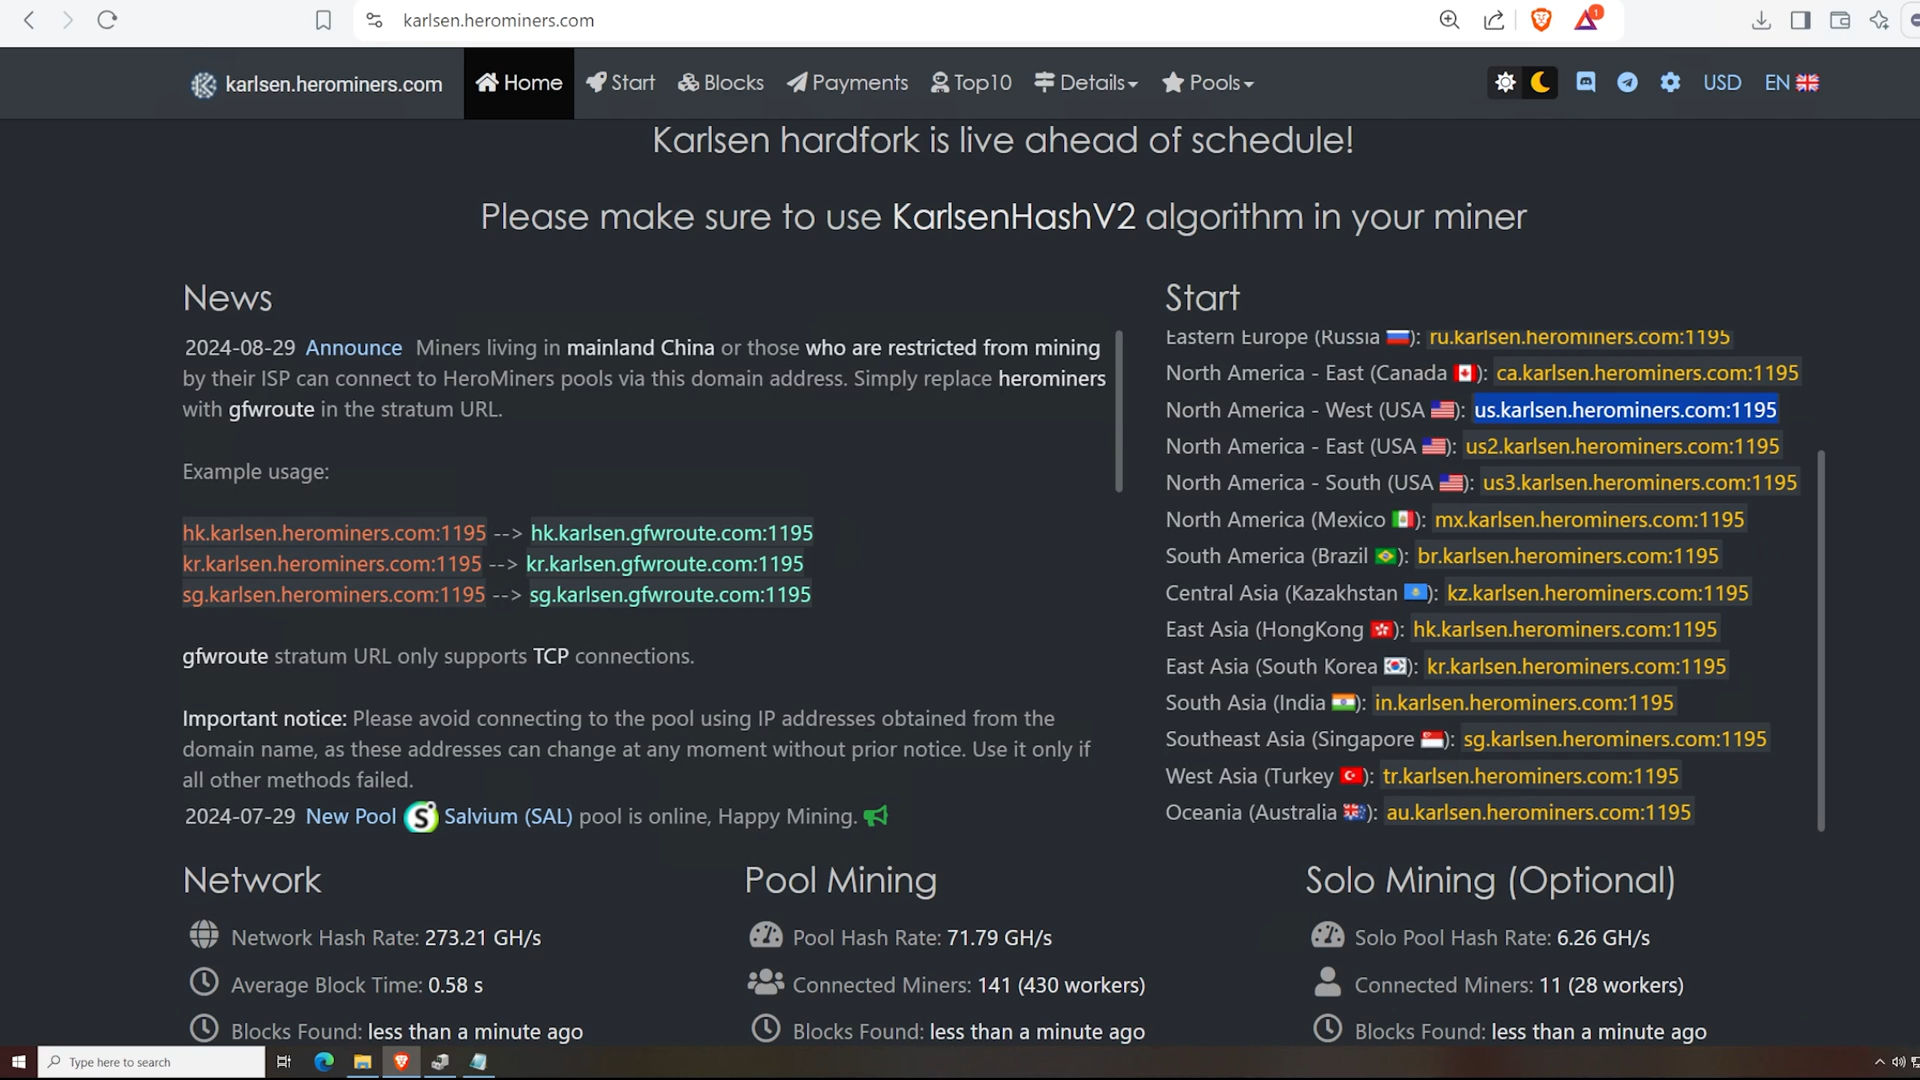 karlsen.herominers.com
1
karlsen.herominers.com
Home
Start
Blocks
Payments
Top10
Details
Pools
USD
EN
Karlsen hardfork is live ahead of schedule!
Please make sure to use KarlsenHashV2 algorithm in your miner
News
2024-08-29 Announce Miners living in mainland China or those who are restricted from mining
by their ISP can connect to HeroMiners pools via this domain address. Simply replace herominers
with gfwroute in the stratum URL.
Example usage:
hk.karlsen.herominers.com:1195 --> hk.karlsen.gfwroute.com:1195
kr.karlsen.herominers.com:1195 --> kr.karlsen.gfwroute.com:1195
sg.karlsen.herominers.com:1195 --> sg.karlsen.gfwroute.com:1195
gfwroute stratum URL only supports TCP connections.
Important notice: Please avoid connecting to the pool using IP addresses obtained from the
domain name, as these addresses can change at any moment without prior notice. Use it only if
all other methods failed.
2024-07-29 New Pool Salvium (SAL) pool is online, Happy Mining.
Start
Eastern Europe (Russia ): ru.karlsen.herominers.com:1195
North America - East (Canada ): ca.karlsen.herominers.com:1195
North America - West (USA ): us.karlsen.herominers.com:1195
North America - East (USA ): us2.karlsen.herominers.com:1195
North America - South (USA ): us3.karlsen.herominers.com:1195
North America (Mexico ): mx.karlsen.herominers.com:1195
South America (Brazil ): br.karlsen.herominers.com:1195
Central Asia (Kazakhstan ): kz.karlsen.herominers.com:1195
East Asia (HongKong ): hk.karlsen.herominers.com:1195
East Asia (South Korea ): kr.karlsen.herominers.com:1195
South Asia (India ): in.karlsen.herominers.com:1195
Southeast Asia (Singapore ): sg.karlsen.herominers.com:1195
West Asia (Turkey ): tr.karlsen.herominers.com:1195
Oceania (Australia ): au.karlsen.herominers.com:1195
Network
Network Hash Rate: 273.21 GH/s
Average Block Time: 0.58 s
Blocks Found: less than a minute ago
Pool Mining
Pool Hash Rate: 71.79 GH/s
Connected Miners: 141 (430 workers)
Blocks Found: less than a minute ago
Solo Mining (Optional)
Solo Pool Hash Rate: 6.26 GH/s
Connected Miners: 11 (28 workers)
Blocks Found: less than a minute ago
Type here to search